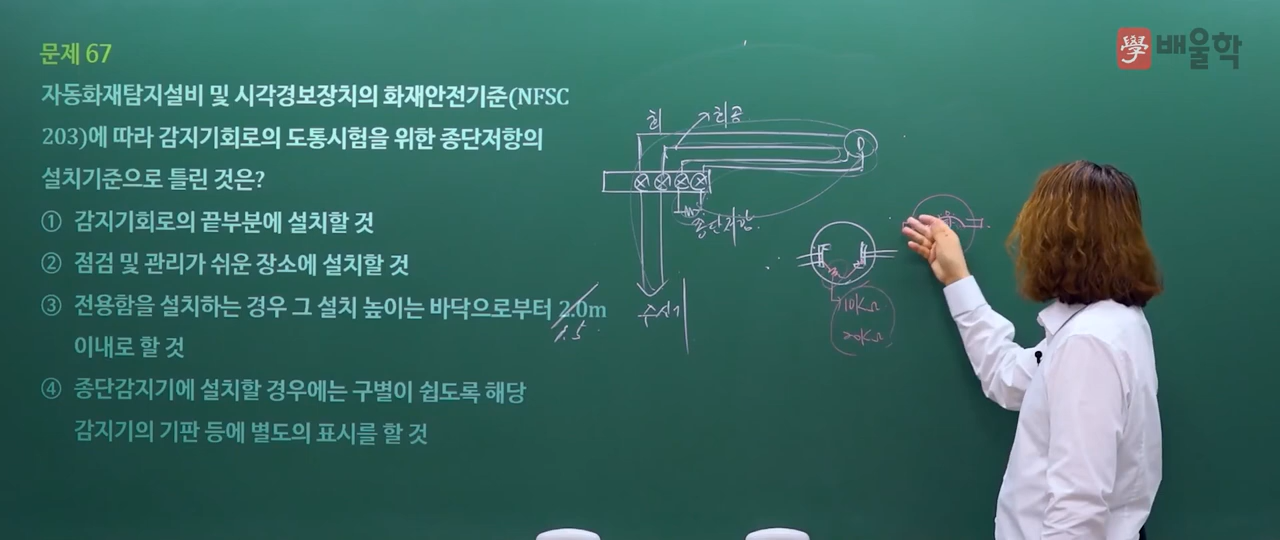 문제 67
學 배울학
자동화재탐지설비 및 시각경보장치의 화재안전기준(NFSC
203)에 따라 감지기회로의 도통시험을 위한 종단저항의
설치기준으로 틀린 것은?
① 감지기회로의 끝부분에 설치할 것
② 점검 및 관리가 쉬운 장소에 설치할 것
③ 전용함을 설치하는 경우 그 설치 높이는 바닥으로부터 2.0m
이내로 할 것
④ 종단감지기에 설치할 경우에는 구별이 쉽도록 해당
감지기의 기판 등에 별도의 표시를 할 것
1.5
회
회공
종단저항.
수신기
10KΩ
20KΩ